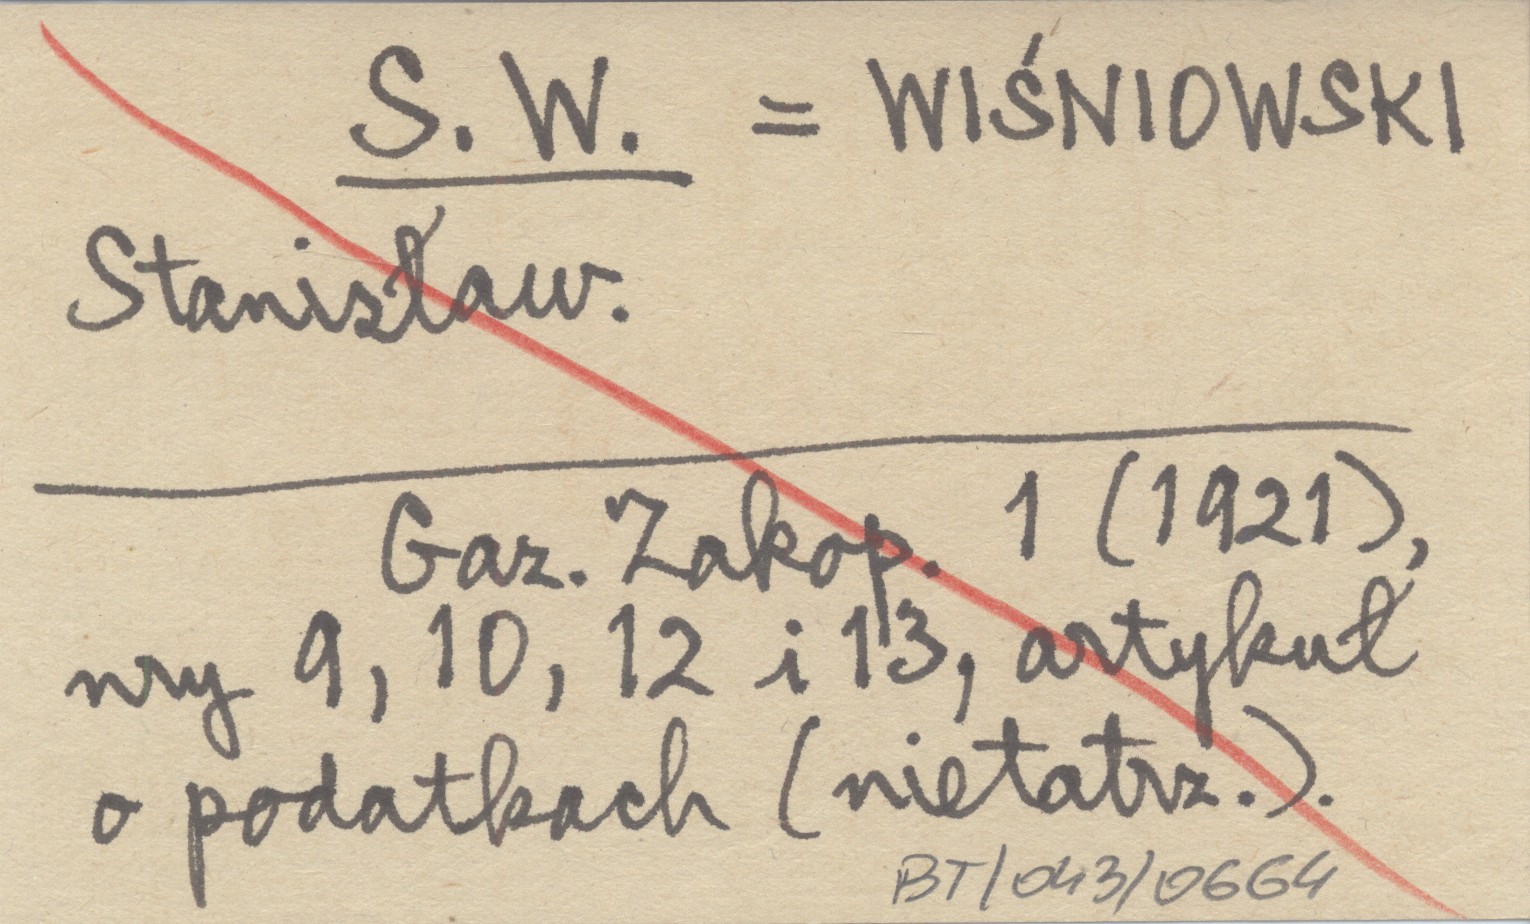 S. W. = WIŚNIOWSKI
Stanisław.
Gaz. Zakop. 1 (1921),
nry 9, 10, 12 i 13, artykuł
o podatkach (nietatrz.).
BT/043/0664